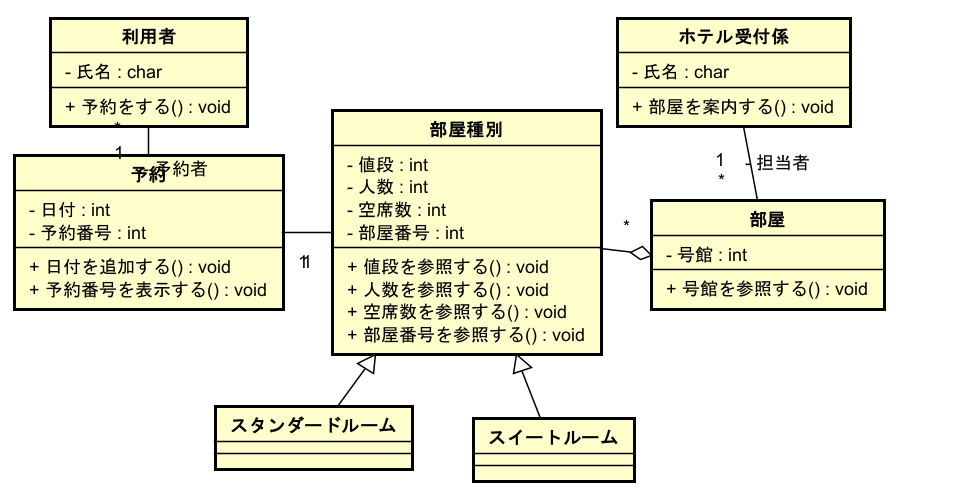 利用者
- 氏名 : char
+ 予約をする() : void
*
1
- 予約者
予約
- 日付 : int
- 予約番号 : int
+ 日付を追加する() : void
+ 予約番号を表示する() : void
1
1
部屋種別
- 値段 : int
- 人数 : int
- 空席数 : int
- 部屋番号 : int
+ 値段を参照する() : void
+ 人数を参照する() : void
+ 空席数を参照する() : void
+ 部屋番号を参照する() : void
ホテル受付係
- 氏名 : char
+ 部屋を案内する() : void
1
- 担当者
*
*
部屋
- 号館 : int
+ 号館を参照する() : void
スタンダードルーム
スイートルーム